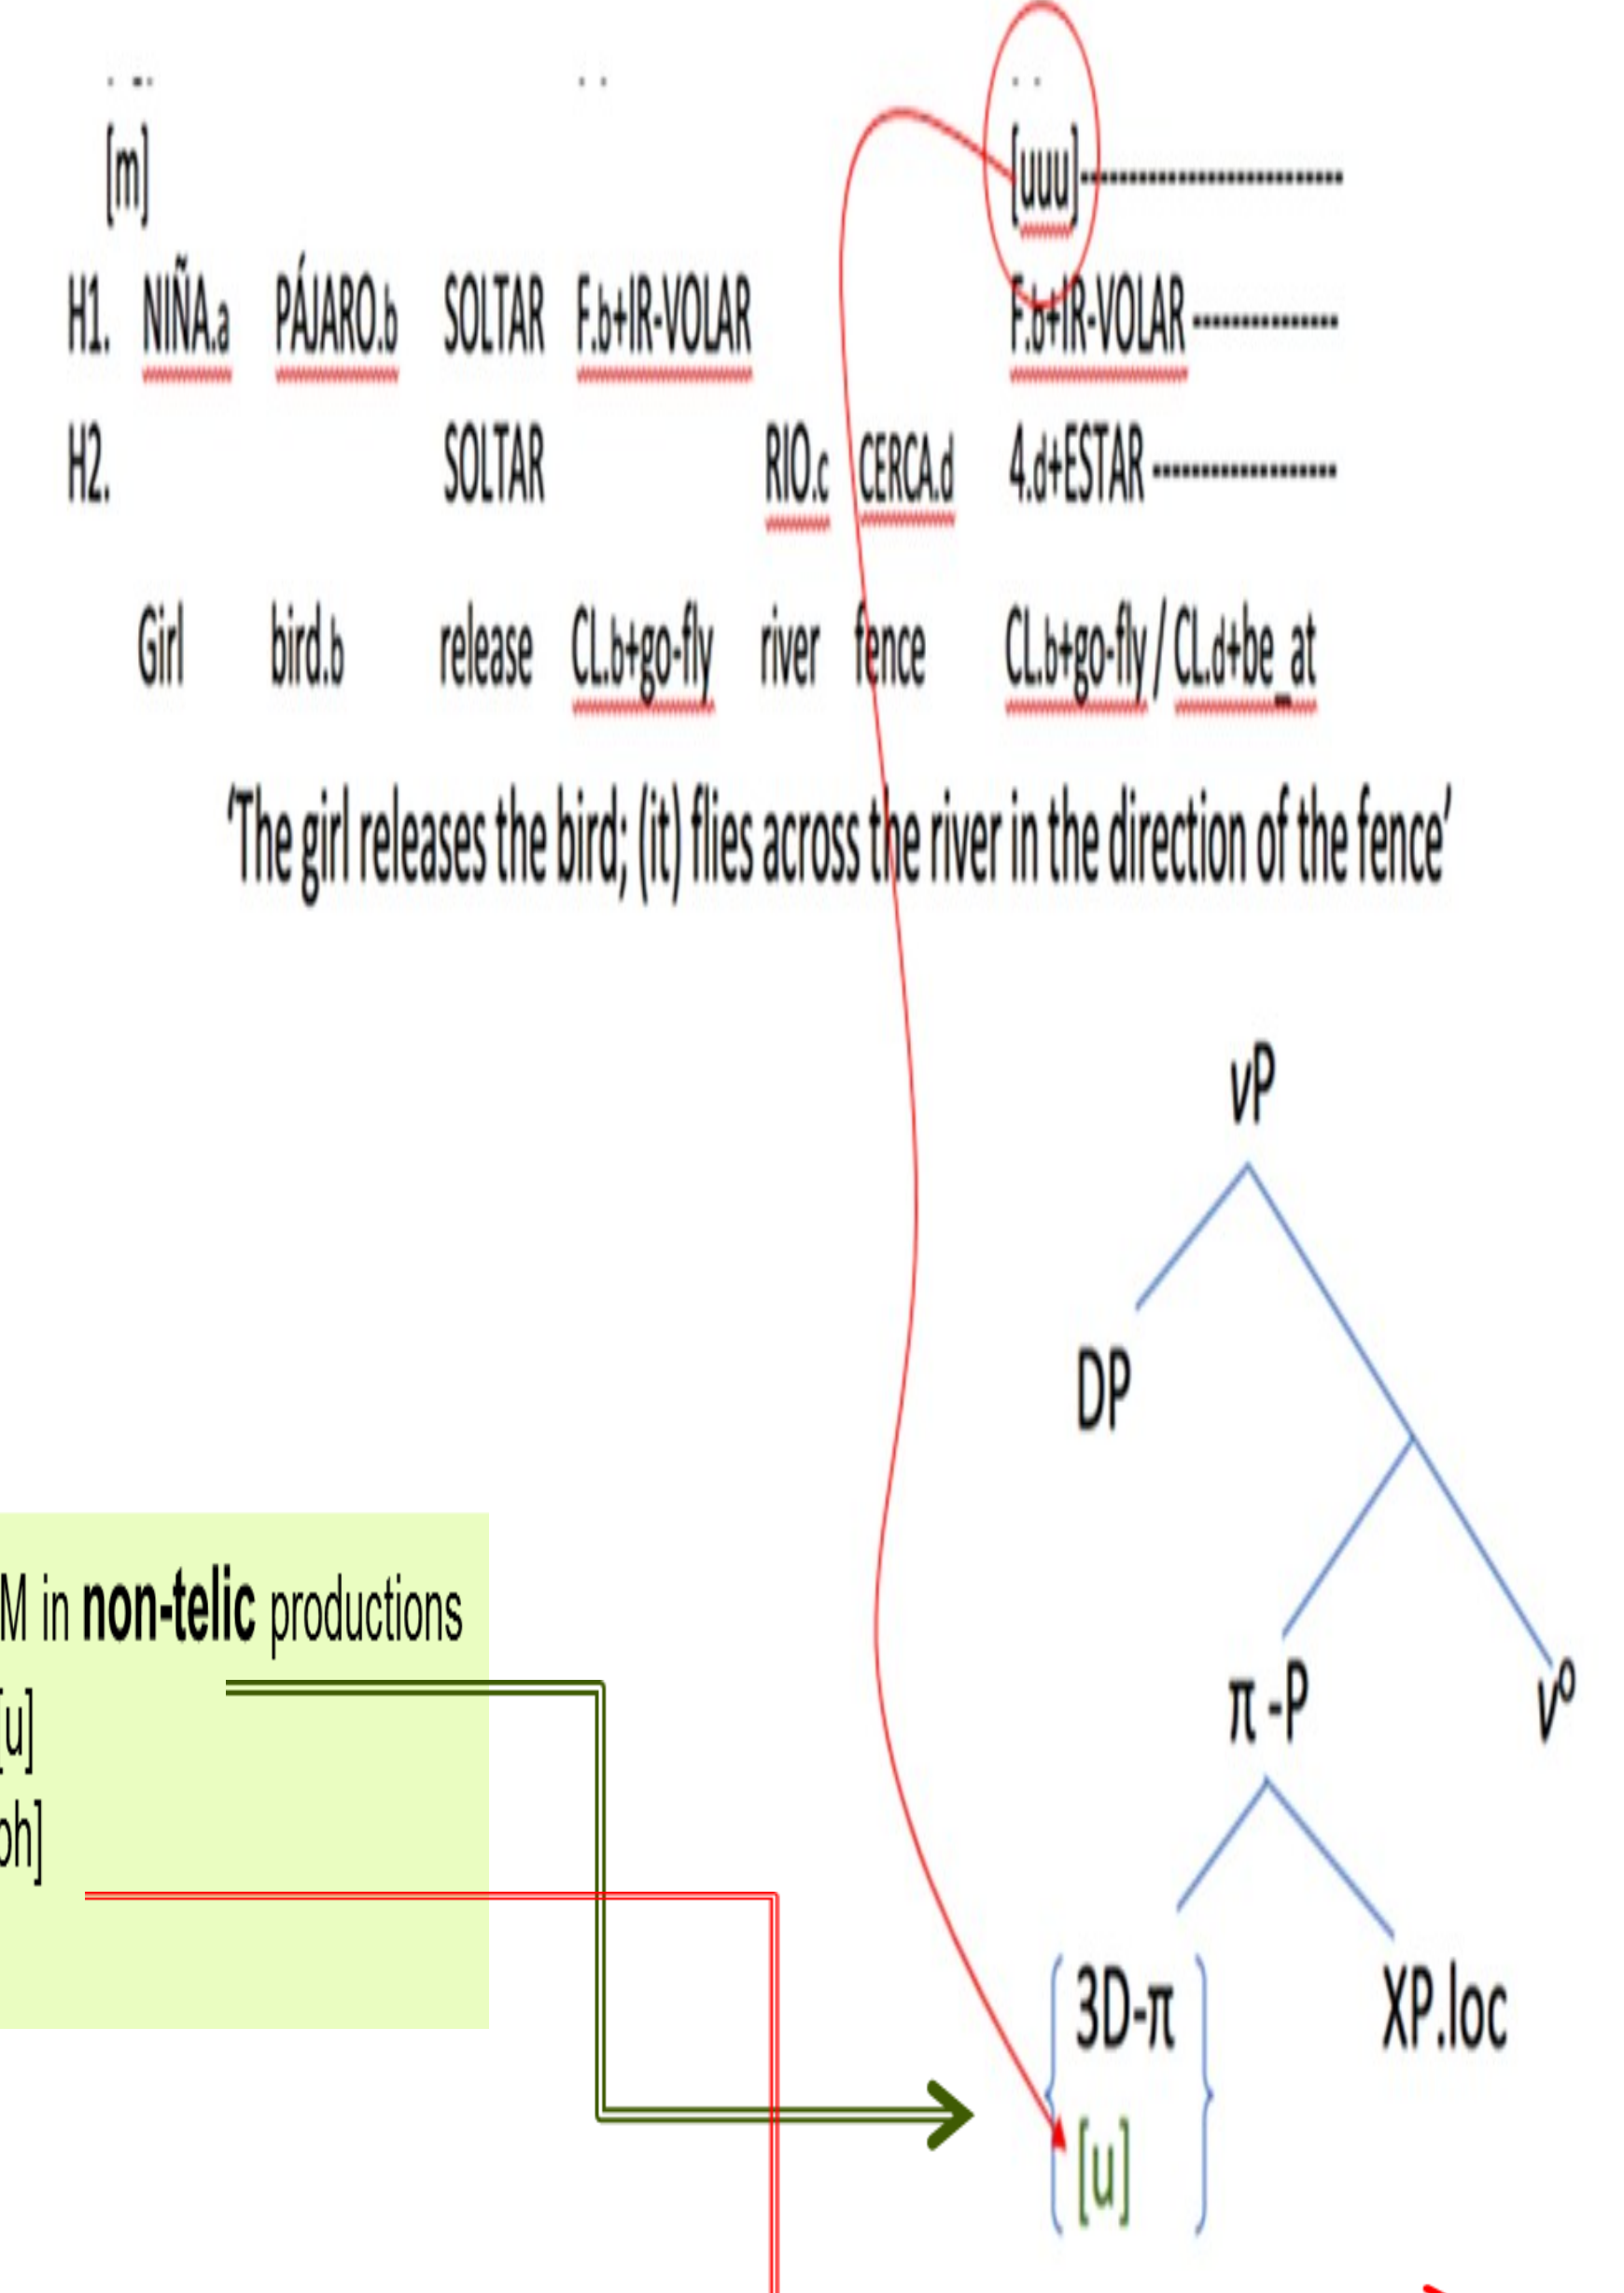 [m] [uuu]--------------------------
H1. NIÑA.a PÁJARO.b SOLTAR F.b+IR-VOLAR F.b+IR-VOLAR --------------
H2. SOLTAR RIO.c CERCA.d 4.d+ESTAR ------------------
Girl bird.b release CL.b+go-fly river fence CL.b+go-fly / CL.d+be_at
‘The girl releases the bird; (it) flies across the river in the direction of the fence’
vP
DP
π -P vº
3D-π XP.loc
[u]
M in non-telic productions
[u]
oh]